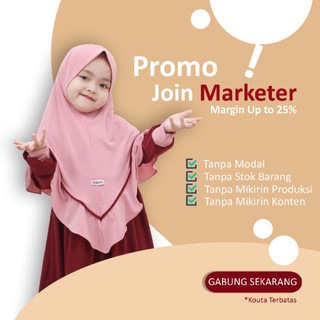 Promo !
Join Marketer
Margin Up to 25%
Tanpa Modal
Tanpa Stok Barang
Tanpa Mikirin Produksi
Tanpa Mikirin Konten
GABUNG SEKARANG
*Kouta Terbatas